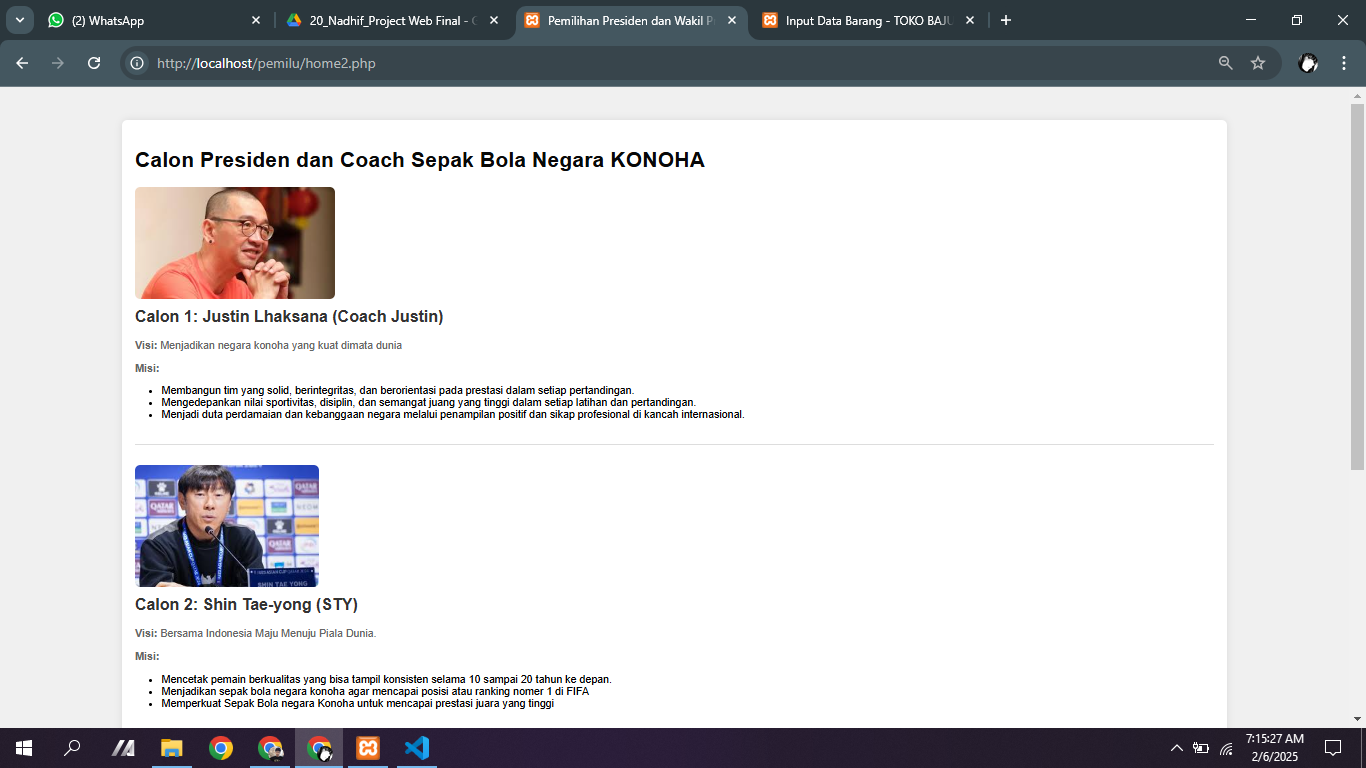 (2) WhatsApp
20_Nadhif_Project Web Final - G
Pemilihan Presiden dan Wakil P
Input Data Barang - TOKO BAJU
http://localhost/pemilu/home2.php
Calon Presiden dan Coach Sepak Bola Negara KONOHA
Calon 1: Justin Lhaksana (Coach Justin)
Visi: Menjadikan negara konoha yang kuat dimata dunia
Misi:
Membangun tim yang solid, berintegritas, dan berorientasi pada prestasi dalam setiap pertandingan.
Mengedepankan nilai sportivitas, disiplin, dan semangat juang yang tinggi dalam setiap latihan dan pertandingan.
Menjadi duta perdamaian dan kebanggaan negara melalui penampilan positif dan sikap profesional di kancah internasional.
SHIN TAE YONG
Calon 2: Shin Tae-yong (STY)
Visi: Bersama Indonesia Maju Menuju Piala Dunia.
Misi:
Mencetak pemain berkualitas yang bisa tampil konsisten selama 10 sampai 20 tahun ke depan.
Menjadikan sepak bola negara konoha agar mencapai posisi atau ranking nomer 1 di FIFA
Memperkuat Sepak Bola negara Konoha untuk mencapai prestasi juara yang tinggi
7:15:27 AM
2/6/2025